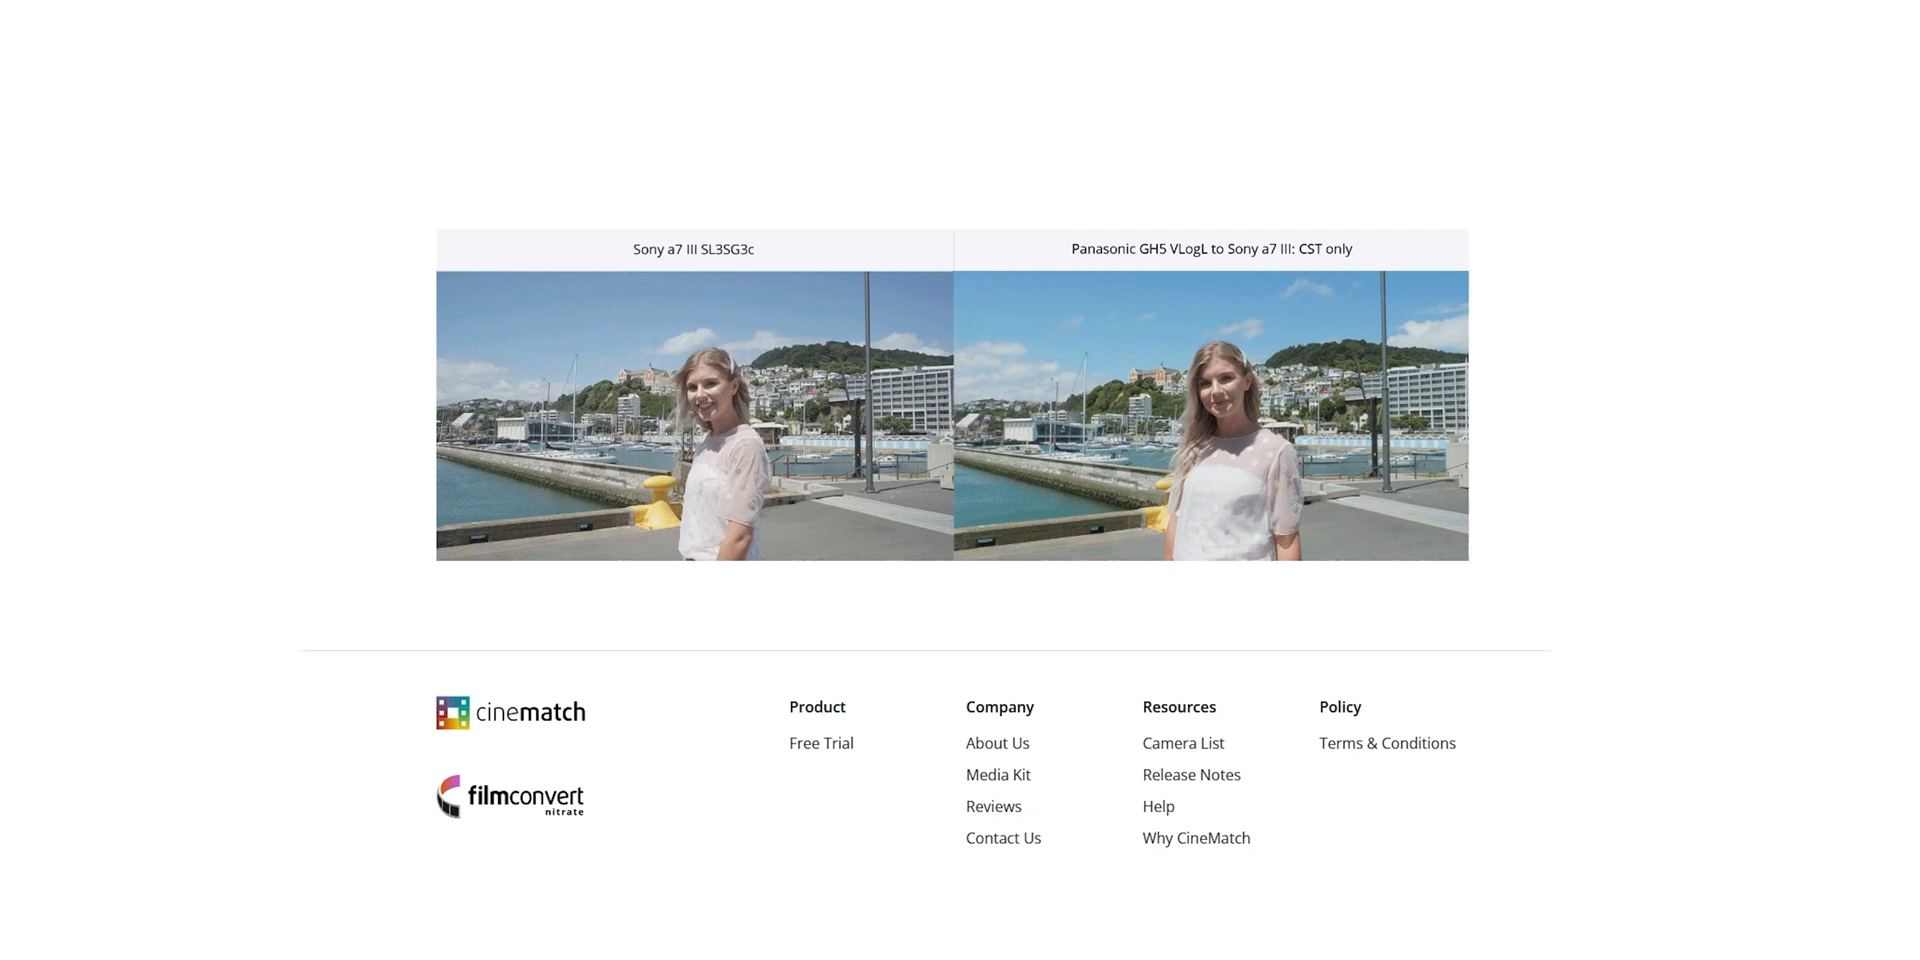 Sony a7 III SL3SG3c
Panasonic GH5 VLogL to Sony a7 III: CST only
cinematch
filmconvert
nitrate
Product
Free Trial
Company
About Us
Media Kit
Reviews
Contact Us
Resources
Camera List
Release Notes
Help
Why CineMatch
Policy
Terms & Conditions